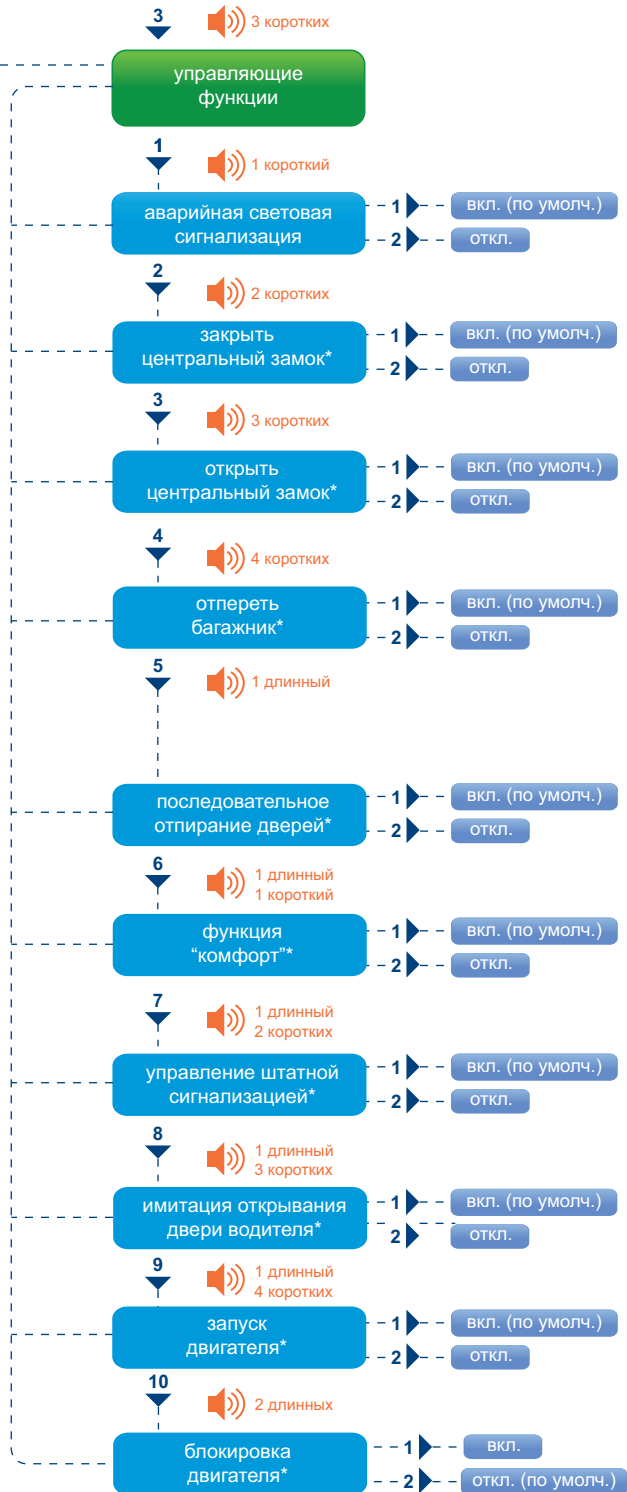 3
3 коротких
управляющие
функции
1
1 короткий
аварийная световая
сигнализация
1 вкл. (по умолч.)
2 откл.
2
2 коротких
закрыть
центральный замок*
1 вкл. (по умолч.)
2 откл.
3
3 коротких
открыть
центральный замок*
1 вкл. (по умолч.)
2 откл.
4
4 коротких
отпереть
багажник*
1 вкл. (по умолч.)
2 откл.
5
1 длинный
последовательное
отпирание дверей*
1 вкл. (по умолч.)
2 откл.
6
1 длинный
1 короткий
функция
“комфорт”*
1 вкл. (по умолч.)
2 откл.
7
1 длинный
2 коротких
управление штатной
сигнализацией*
1 вкл. (по умолч.)
2 откл.
8
1 длинный
3 коротких
имитация открывания
двери водителя*
1 вкл. (по умолч.)
2 откл.
9
1 длинный
4 коротких
запуск
двигателя*
1 вкл. (по умолч.)
2 откл.
10
2 длинных
блокировка
двигателя*
1 вкл.
2 откл. (по умолч.)